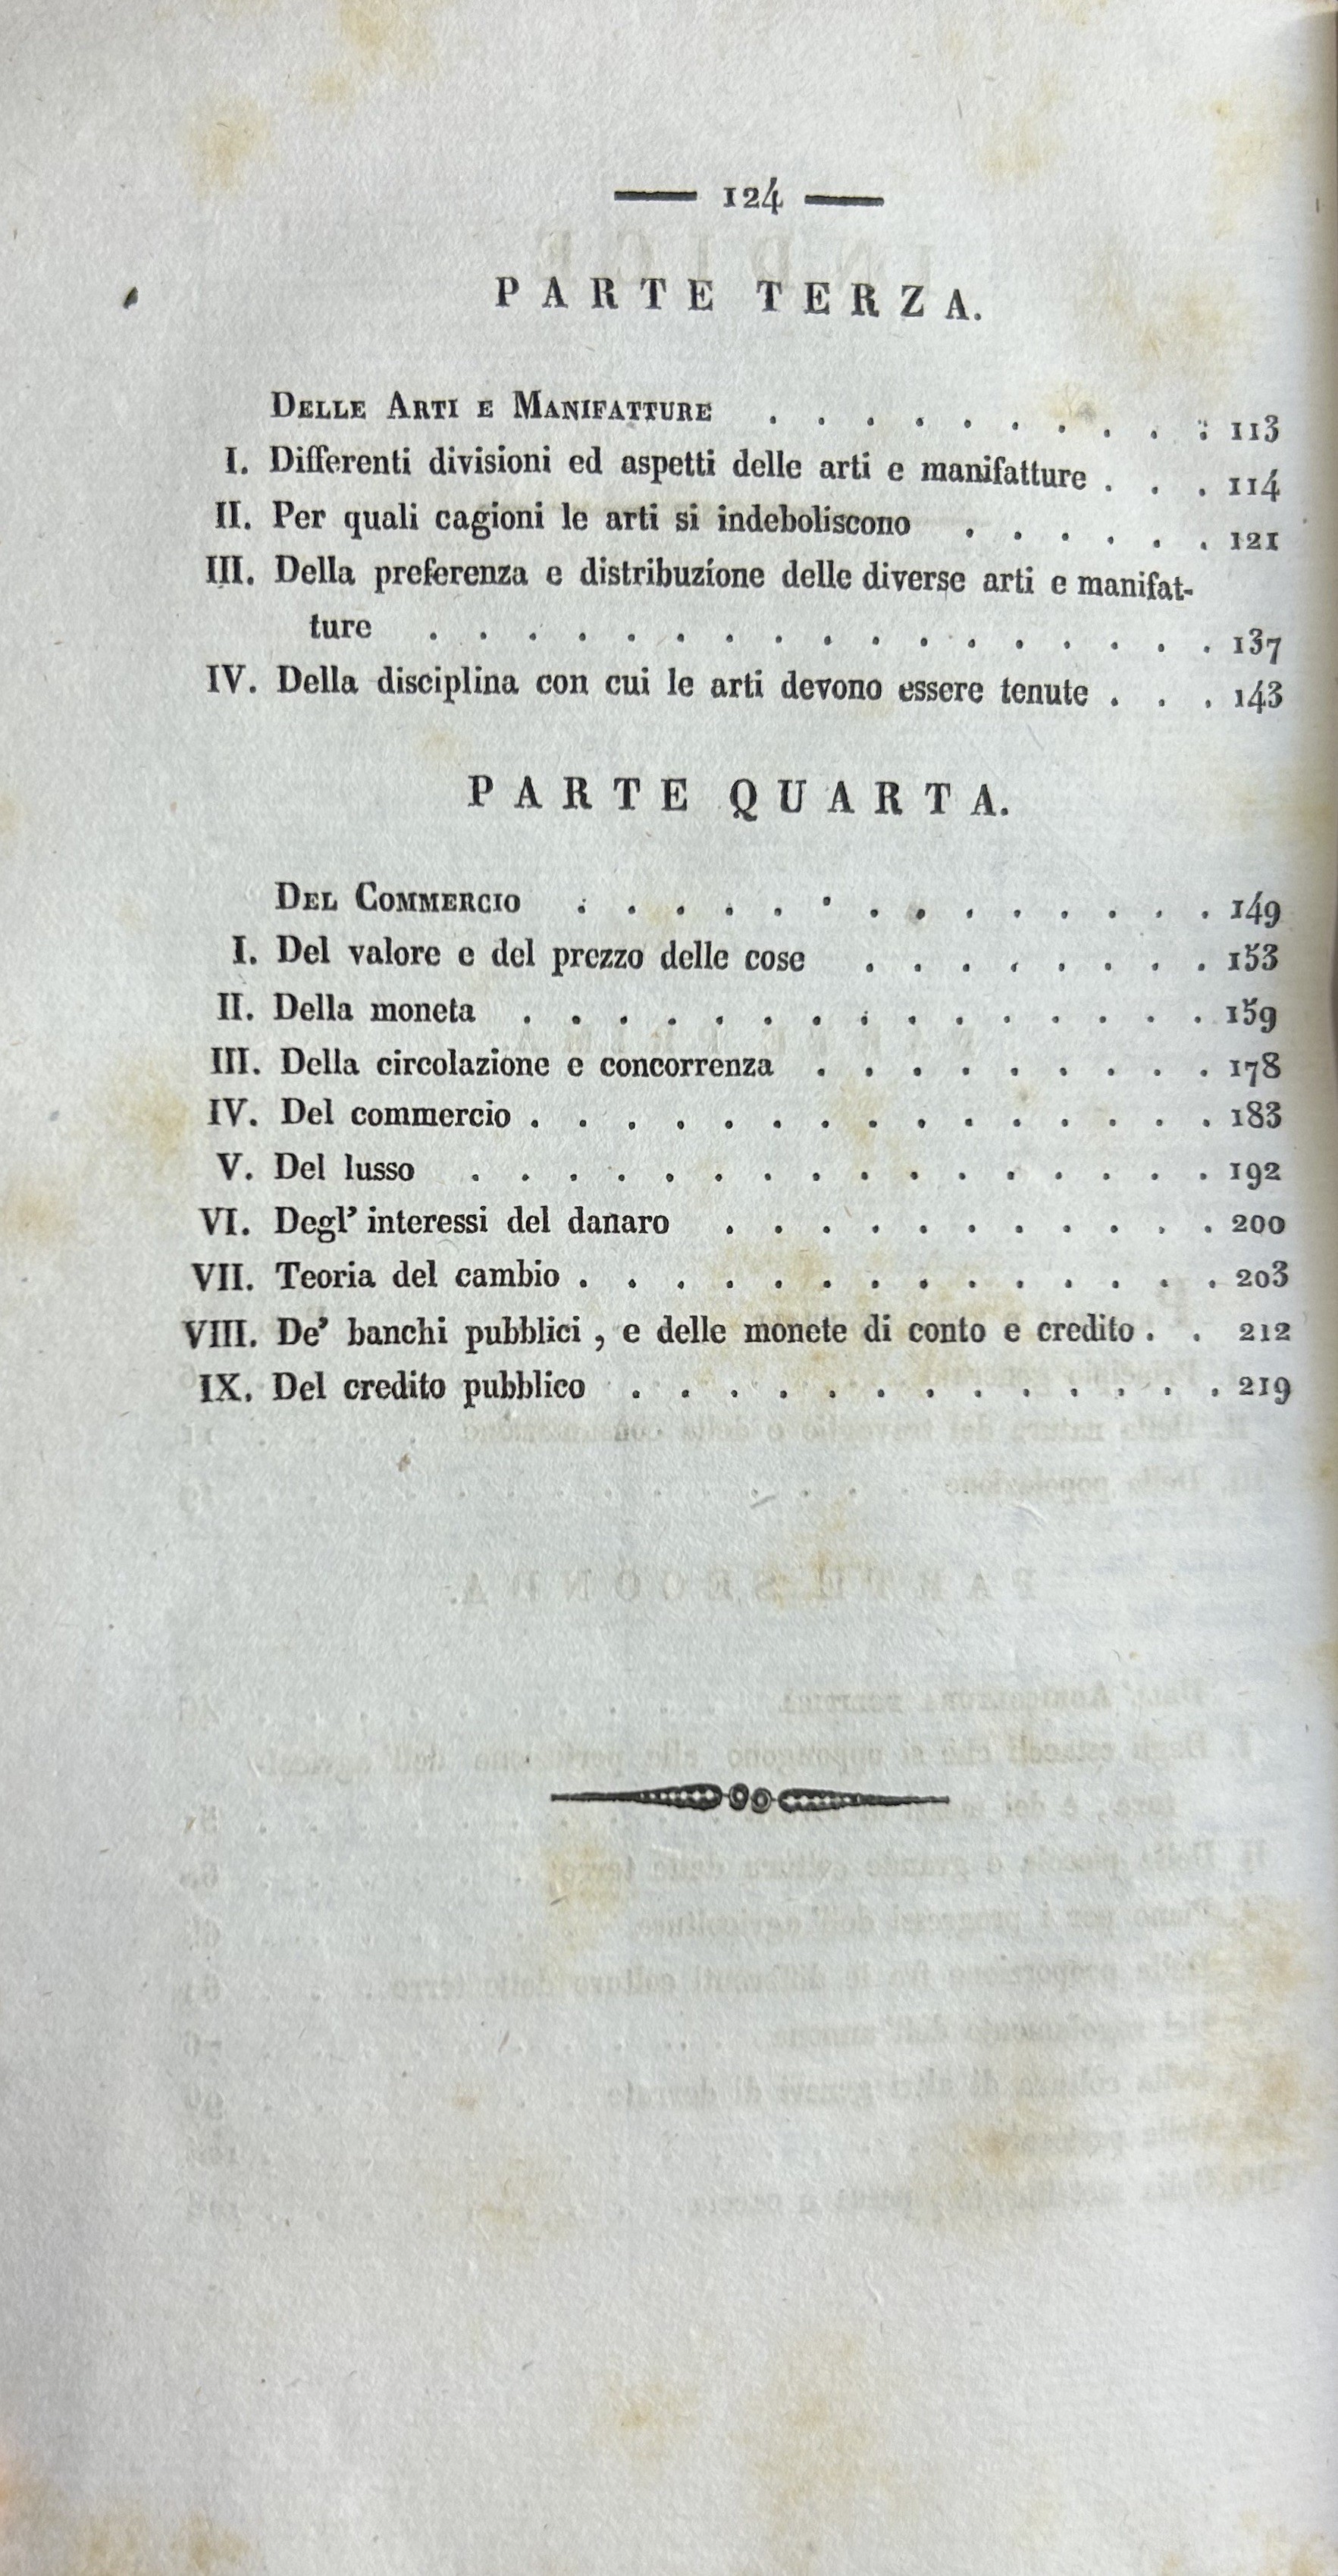 124
PARTE TERZA.
DELLE ARTI E MANIFATTURE . . . . . . . . . : 113
I. Differenti divisioni ed aspetti delle arti e manifatture . . . 114
II. Per quali cagioni le arti si indeboliscono . . . . . . 121
III. Della preferenza e distribuzione delle diverse arti e manifat-
ture . . . . . . . . . . . . . . . . . 137
IV. Della disciplina con cui le arti devono essere tenute . . . 143
PARTE QUARTA.
DEL COMMERCIO . . . . . . . . . . . . . . 149
I. Del valore e del prezzo delle cose . . . . . . . . 153
II. Della moneta . . . . . . . . . . . . . . . 159
III. Della circolazione e concorrenza . . . . . . . . . 178
IV. Del commercio . . . . . . . . . . . . . . . 183
V. Del lusso . . . . . . . . . . . . . . . . 192
VI. Degl' interessi del danaro . . . . . . . . . . . 200
VII. Teoria del cambio . . . . . . . . . . . . . . 203
VIII. De' banchi pubblici , e delle monete di conto e credito . . 212
IX. Del credito pubblico . . . . . . . . . . . . . 219